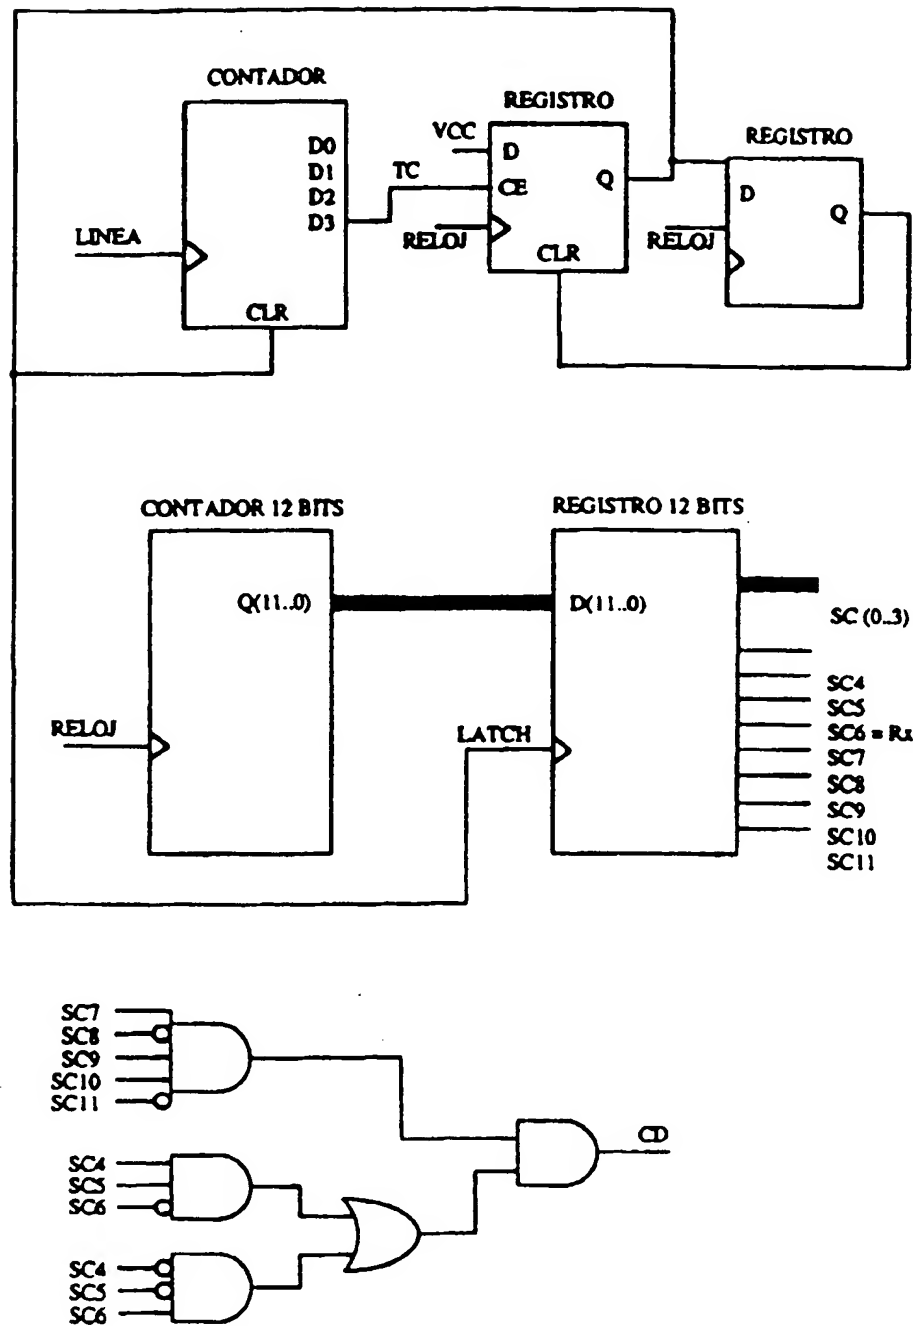 CONTADOR
D0
D1
D2
D3
LINEA
CLR
TC
REGISTRO
VCC
D
CE
Q
RELOJ
CLR
REGISTRO
D
Q
RELOJ
CONTADOR 12 BITS
Q(11..0)
RELOJ
REGISTRO 12 BITS
D(11..0)
LATCH
SC (0..3)
SC4
SC5
SC6 = Rx
SC7
SC8
SC9
SC10
SC11
SC7
SC8
SC9
SC10
SC11
SC4
SC5
SC6
SC4
SC5
SC6
CD